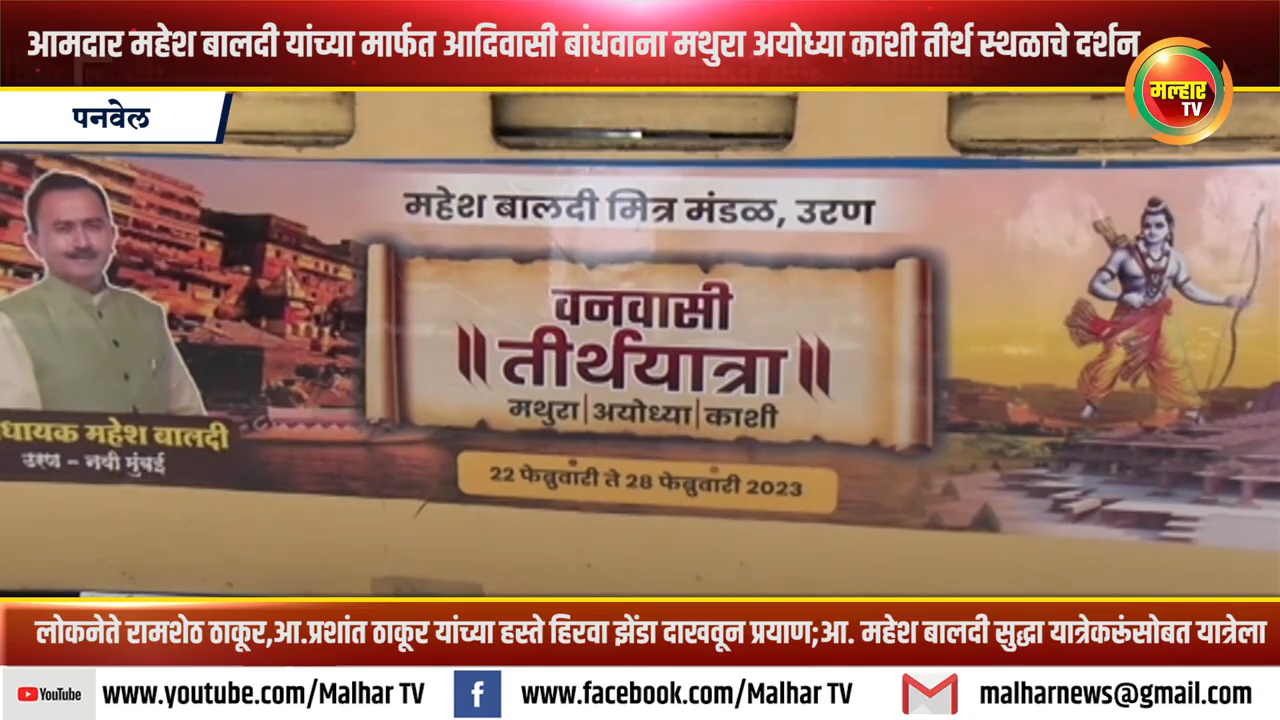 आमदार महेश बालदी यांच्या मार्फत आदिवासी बांधवाना मथुरा अयोध्या काशी तीर्थ स्थळाचे दर्शन
मल्हार
TV
पनवेल
महेश बालदी मित्र मंडळ, उरण
वनवासी
॥ तीर्थयात्रा ॥
मथुरा | अयोध्या | काशी
22 फेब्रुवारी ते 28 फेब्रुवारी 2023
महेश बालदी
उरण - नवी मुंबई
लोकनेते रामशेठ ठाकूर,आ.प्रशांत ठाकूर यांच्या हस्ते हिरवा झेंडा दाखवून प्रयाण;आ. महेश बालदी सुद्धा यात्रेकरूंसोबत यात्रेला
YouTube www.youtube.com/Malhar TV www.facebook.com/Malhar TV malharnews@gmail.com